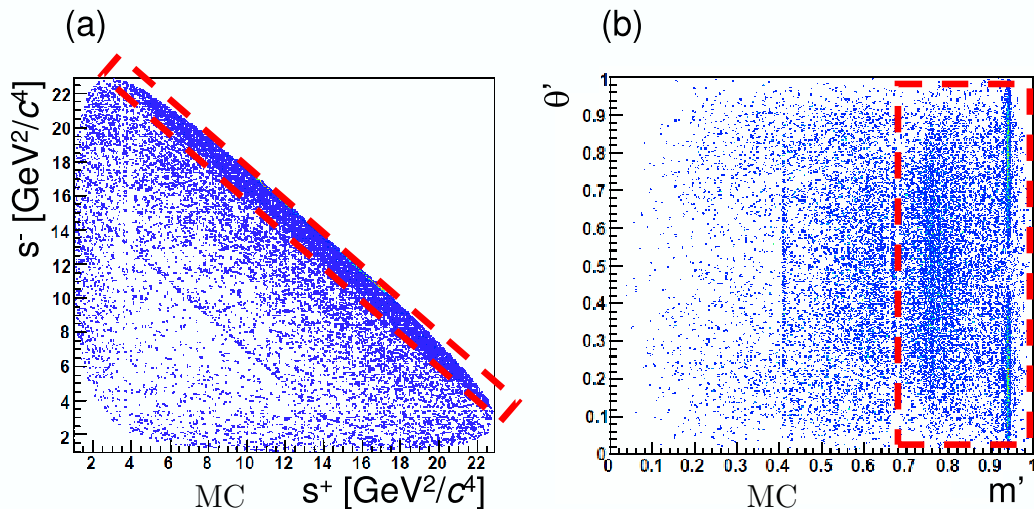 (a)
(b)
s⁻ [GeV²/c⁴]
22
20
18
16
14
12
10
8
6
4
2
2 4 6 8 10 12 14 16 18 20 22
MC
s⁺ [GeV²/c⁴]
θ'
1
0.9
0.8
0.7
0.6
0.5
0.4
0.3
0.2
0.1
0
0 0.1 0.2 0.3 0.4 0.5 0.6 0.7 0.8 0.9 1
MC
m'